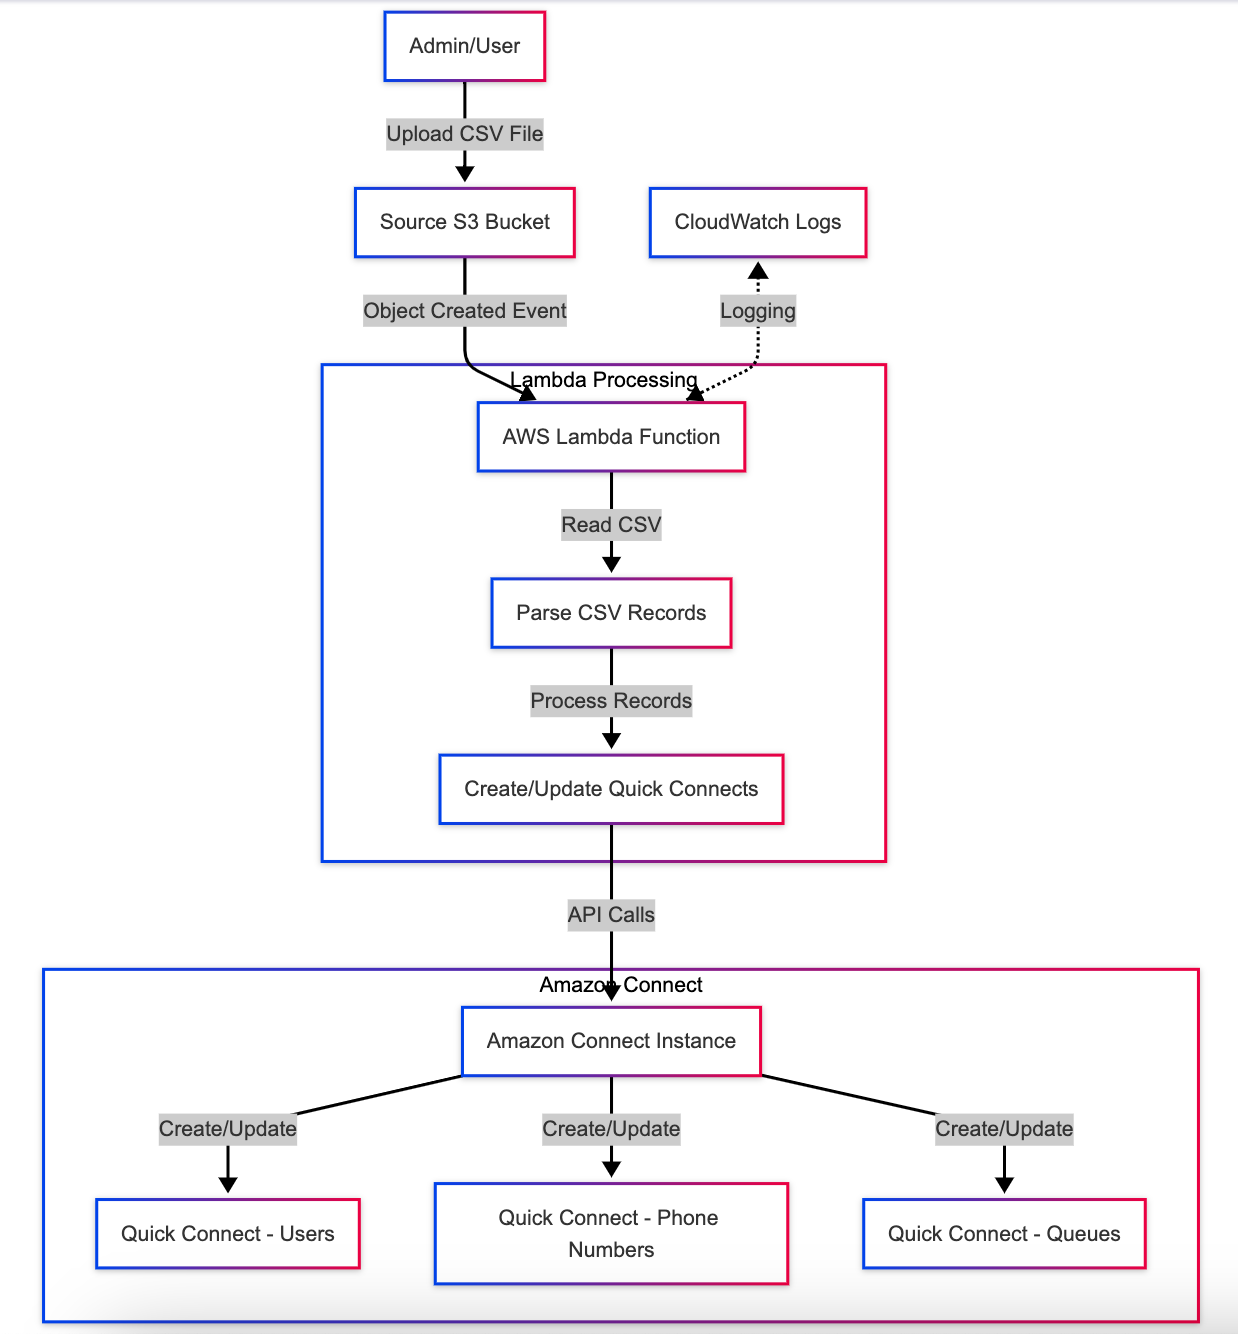 Admin/User
Upload CSV File
Source S3 Bucket
CloudWatch Logs
Object Created Event
Logging
Lambda Processing
AWS Lambda Function
Read CSV
Parse CSV Records
Process Records
Create/Update Quick Connects
API Calls
Amazon Connect
Amazon Connect Instance
Create/Update
Create/Update
Create/Update
Quick Connect - Users
Quick Connect - Phone
Numbers
Quick Connect - Queues